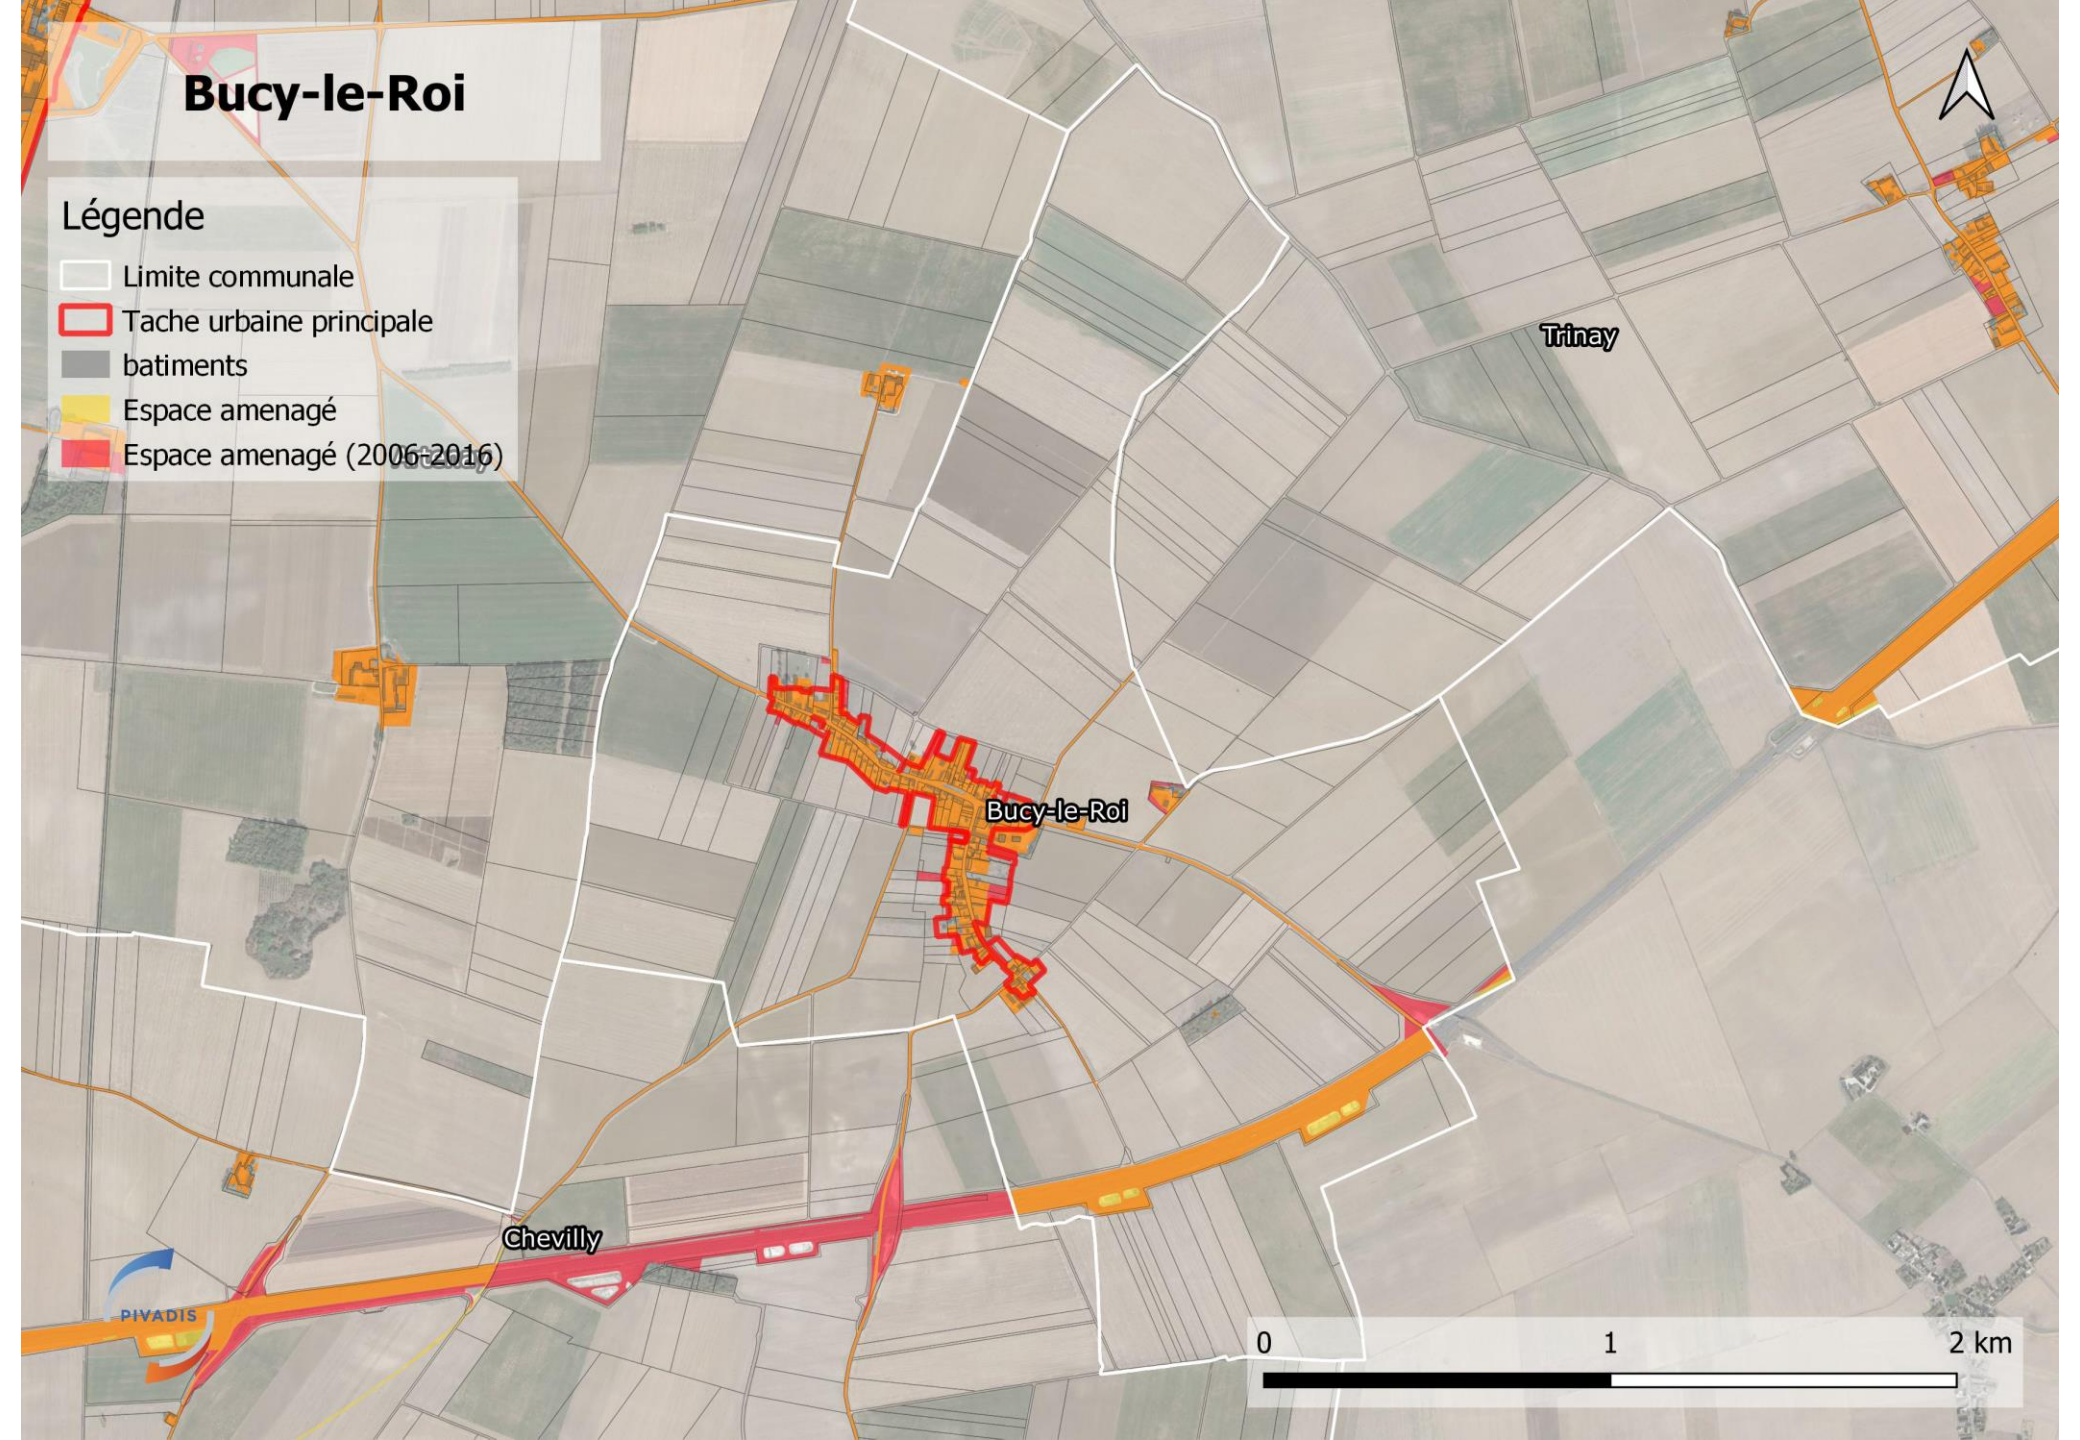 Bucy-le-Roi
Légende
Limite communale
Tache urbaine principale
batiments
Espace amenagé
Espace amenagé (2006-2016)
Trinay
Bucy-le-Roi
Chevilly
PIVADIS
0 1 2 km